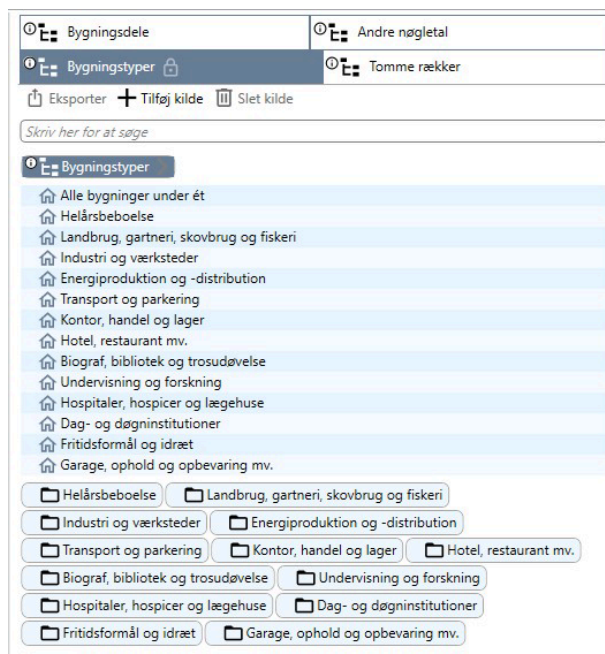 Bygningsdele Andre nøgletal
Bygningstyper Tomme rækker
Eksporter Tilføj kilde Slet kilde
Skriv her for at søge
Bygningstyper
Alle bygninger under ét
Helårsbeboelse
Landbrug, gartneri, skovbrug og fiskeri
Industri og værksteder
Energiproduktion og -distribution
Transport og parkering
Kontor, handel og lager
Hotel, restaurant mv.
Biograf, bibliotek og trosudøvelse
Undervisning og forskning
Hospitaler, hospicer og lægehuse
Dag- og døgninstitutioner
Fritidsformål og idræt
Garage, ophold og opbevaring mv.
Helårsbeboelse Landbrug, gartneri, skovbrug og fiskeri
Industri og værksteder Energiproduktion og -distribution
Transport og parkering Kontor, handel og lager Hotel, restaurant mv.
Biograf, bibliotek og trosudøvelse Undervisning og forskning
Hospitaler, hospicer og lægehuse Dag- og døgninstitutioner
Fritidsformål og idræt Garage, ophold og opbevaring mv.